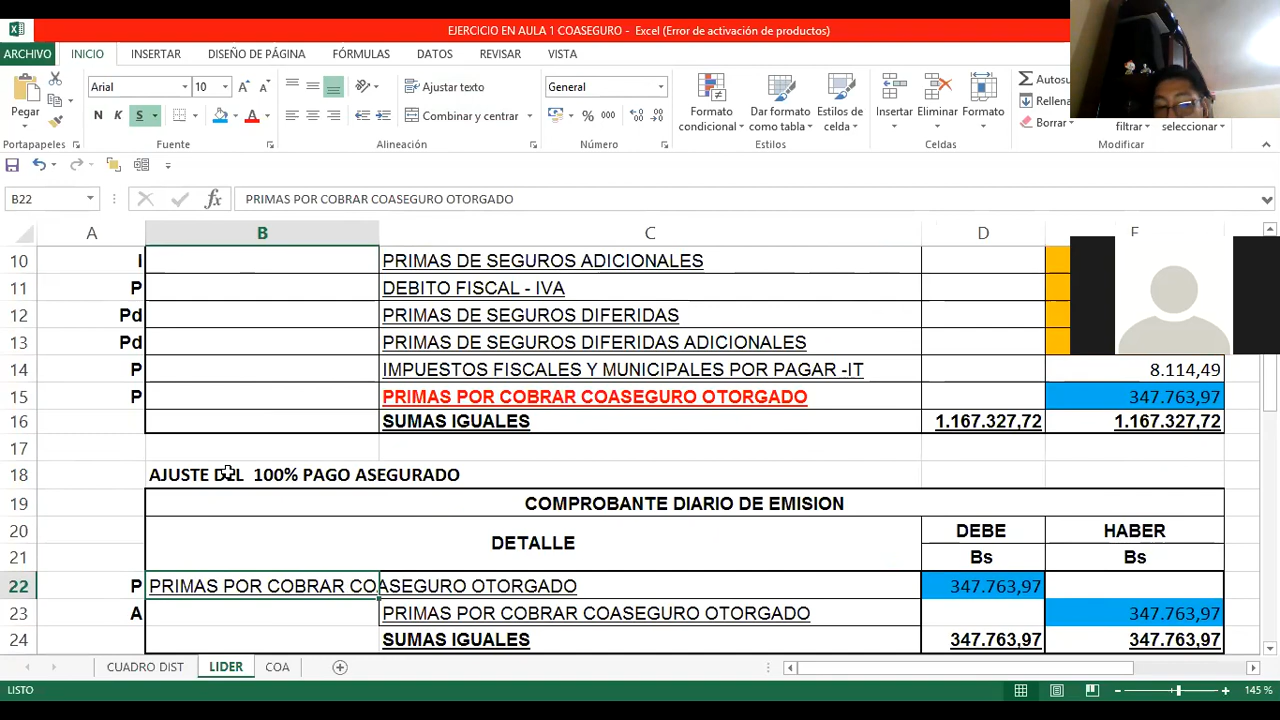 EJERCICIO EN AULA 1 COASEGURO - Excel (Error de activación de productos)
ARCHIVO INICIO INSERTAR DISEÑO DE PÁGINA FÓRMULAS DATOS REVISAR VISTA
Arial 10 General Autosu
Pegar Ajustar texto Rellena
N K S Combinar y centrar % 000 Formato condicional Dar formato como tabla Estilos de celda Insertar Eliminar Formato Borrar
filtrar seleccionar
Portapapeles Fuente Alineación Número Estilos Celdas Modificar
B22 PRIMAS POR COBRAR COASEGURO OTORGADO
A B C D
10 I PRIMAS DE SEGUROS ADICIONALES
11 P DEBITO FISCAL - IVA
12 Pd PRIMAS DE SEGUROS DIFERIDAS
13 Pd PRIMAS DE SEGUROS DIFERIDAS ADICIONALES
14 P IMPUESTOS FISCALES Y MUNICIPALES POR PAGAR -IT 8.114,49
15 P PRIMAS POR COBRAR COASEGURO OTORGADO 347.763,97
16 SUMAS IGUALES 1.167.327,72 1.167.327,72
17
18 AJUSTE DEL 100% PAGO ASEGURADO
19 COMPROBANTE DIARIO DE EMISION
20 DETALLE DEBE HABER
21 Bs Bs
22 P PRIMAS POR COBRAR COASEGURO OTORGADO 347.763,97
23 A PRIMAS POR COBRAR COASEGURO OTORGADO 347.763,97
24 SUMAS IGUALES 347.763,97 347.763,97
CUADRO DIST LIDER COA
LISTO 145 %